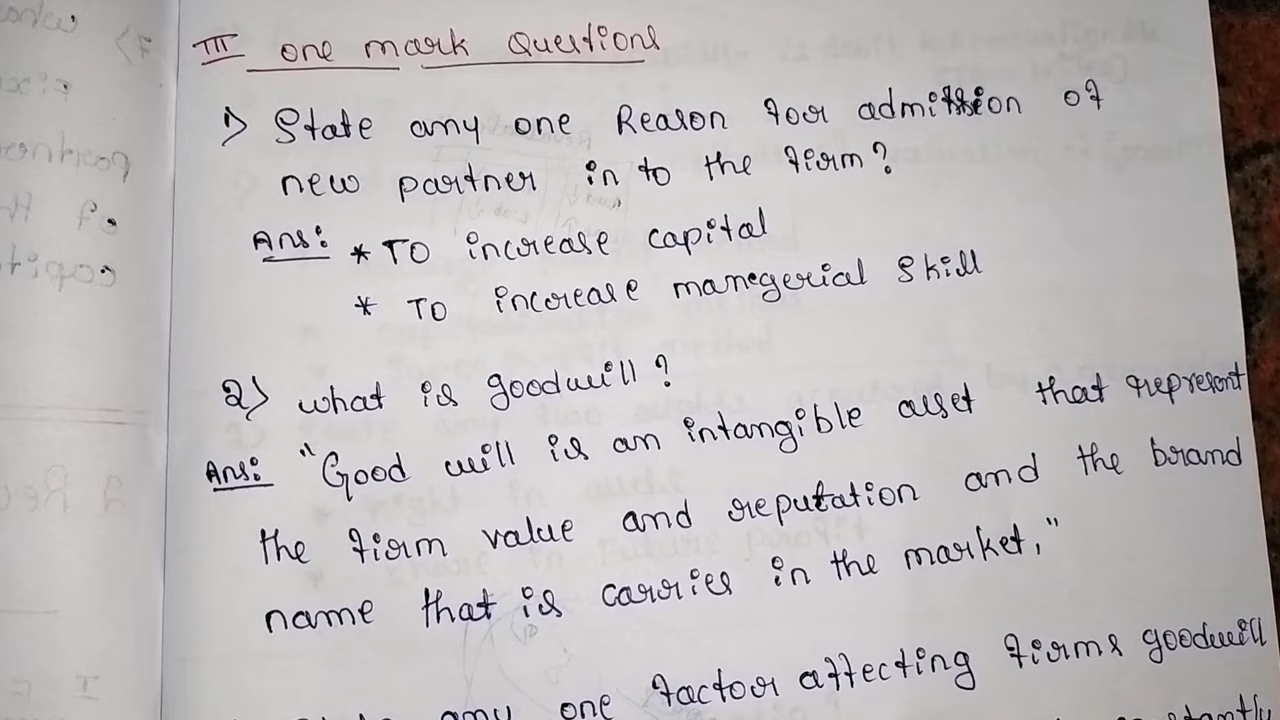 III one mark Questions
1) State any one Reason for admission of
new partner in to the firm?
Ans: * TO increase capital
* TO increase manegerial skill
2) what is goodwill?
Ans: "Good will is an intangible asset that represent
the firm value and reputation and the brand
name that is carries in the market,"
any one factor affecting firms goodwill